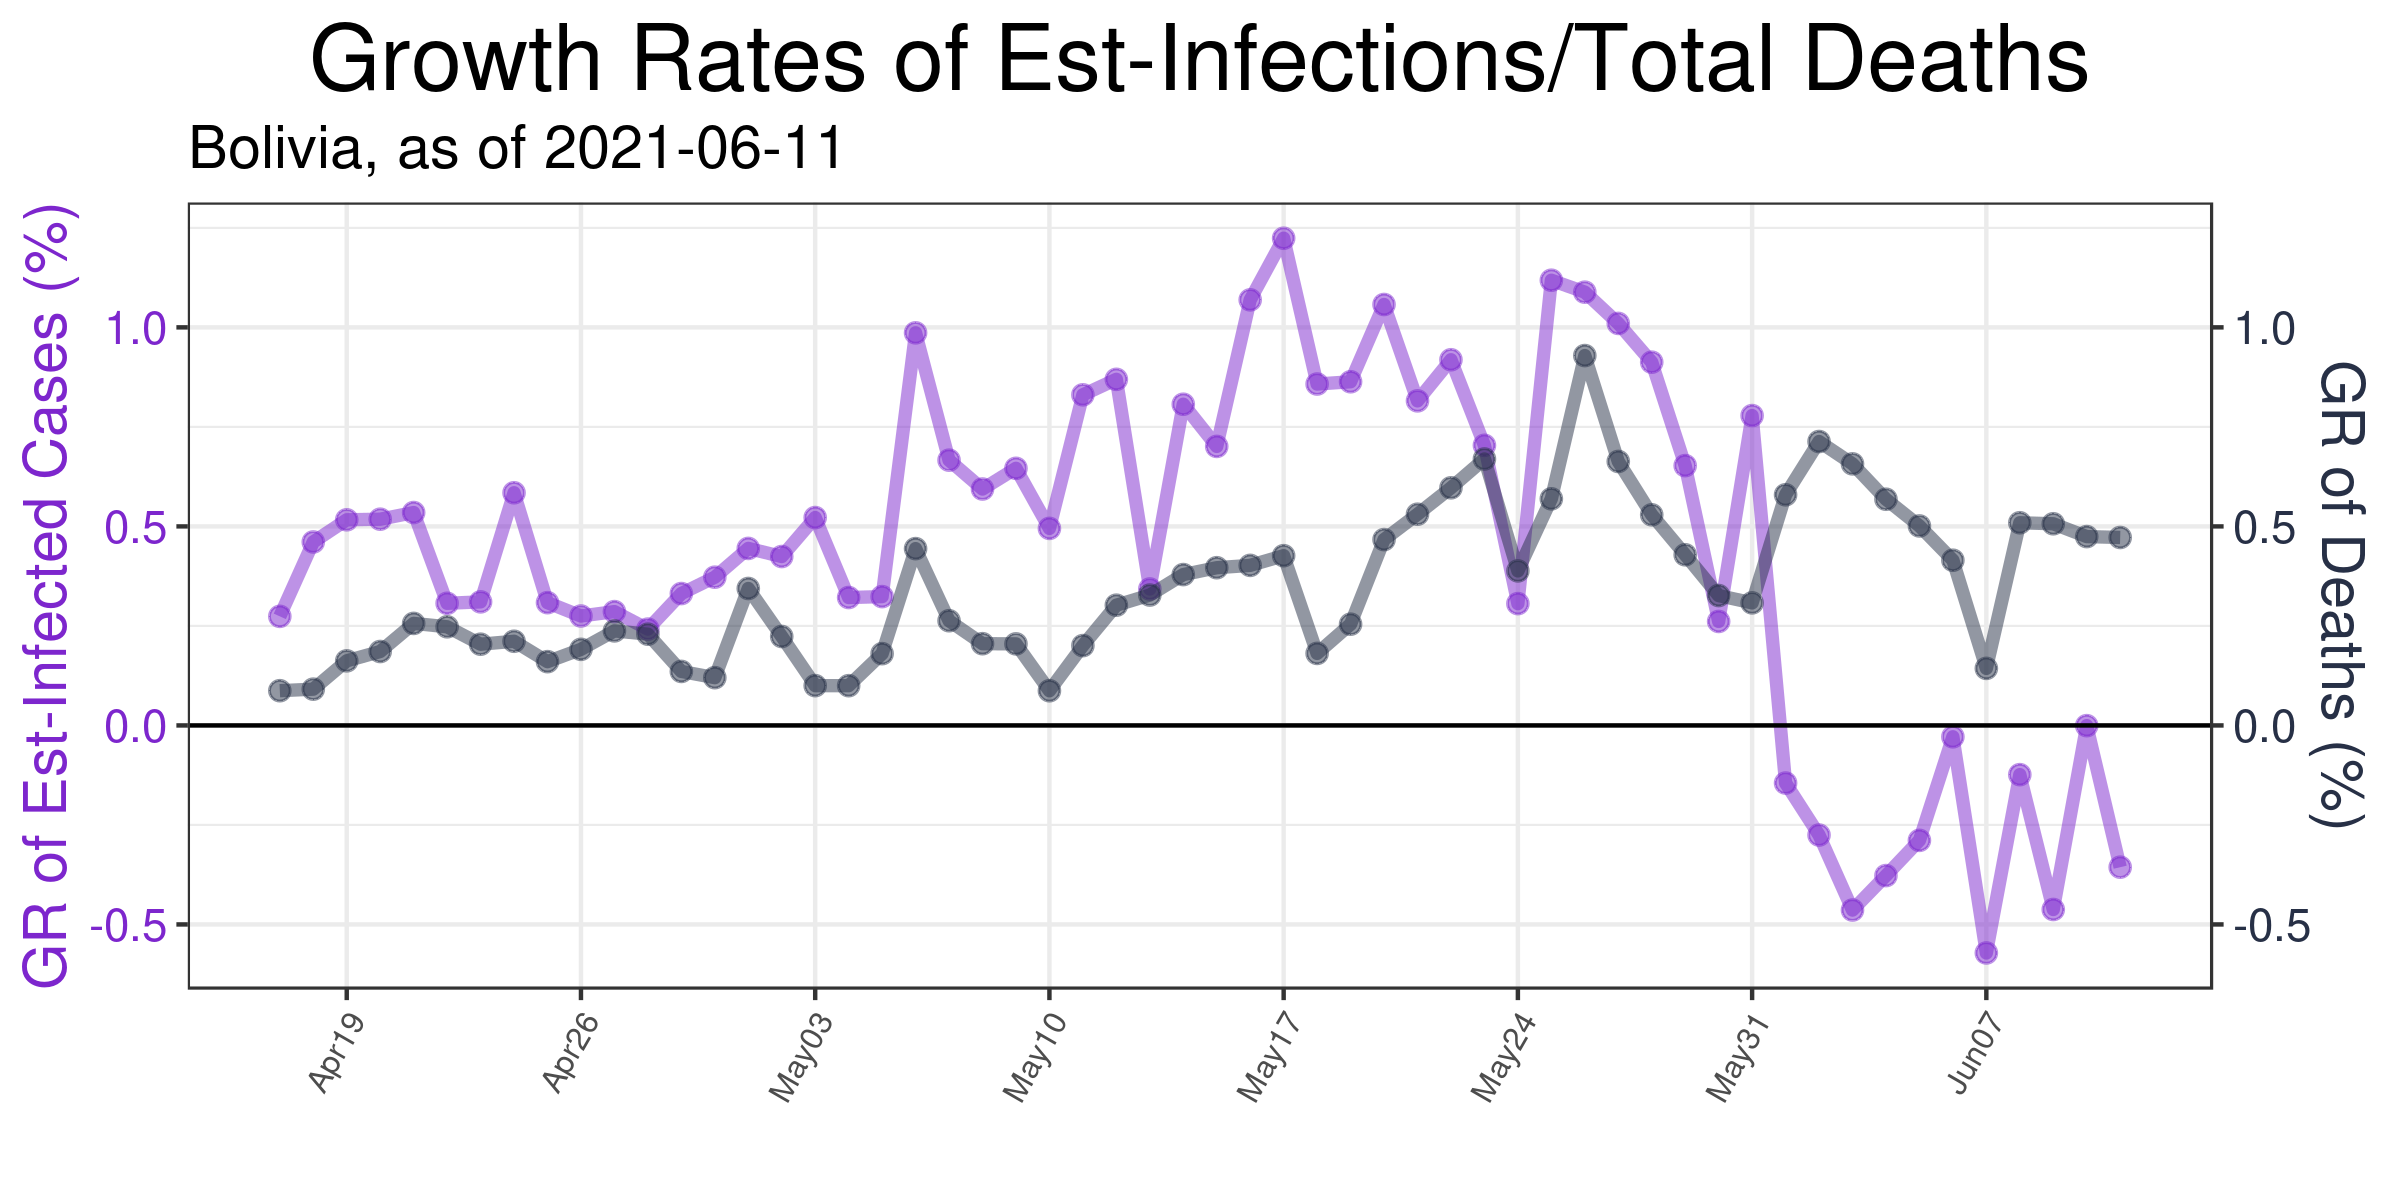 Growth Rates of Est-Infections/Total Deaths
Bolivia, as of 2021-06-11
GR of Est-Infected Cases (%)
1.0
0.5
0.0
-0.5
1.0
0.5
0.0
-0.5
GR of Deaths (%)
Apr19
Apr26
May03
May10
May17
May24
May31
Jun07